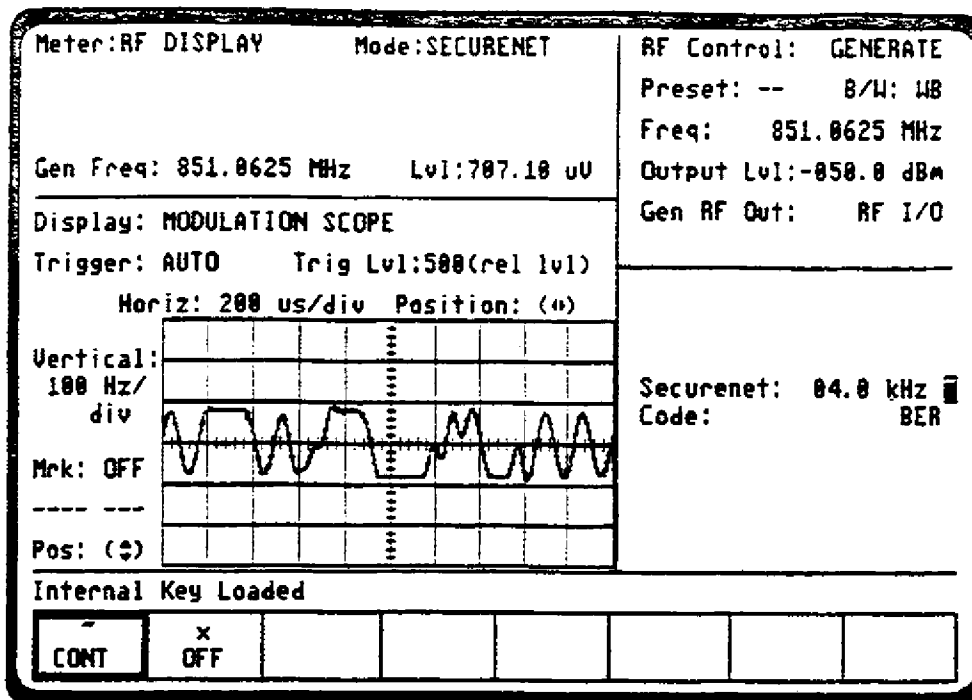 Meter:RF DISPLAY Mode:SECURENET
Gen Freq: 851.0625 MHz Lvl:707.10 uV
Display: MODULATION SCOPE
Trigger: AUTO Trig Lvl:500(rel lvl)
Horiz: 200 us/div Position: (◂▸)
Vertical:
100 Hz/
div
Mrk: OFF
---- ---
Pos: (▴▾)
RF Control: GENERATE
Preset: -- B/W: WB
Freq: 851.0625 MHz
Output Lvl:-050.0 dBm
Gen RF Out: RF I/O
Securenet: 04.0 kHz
Code: BER
Internal Key Loaded
CONT
x
OFF